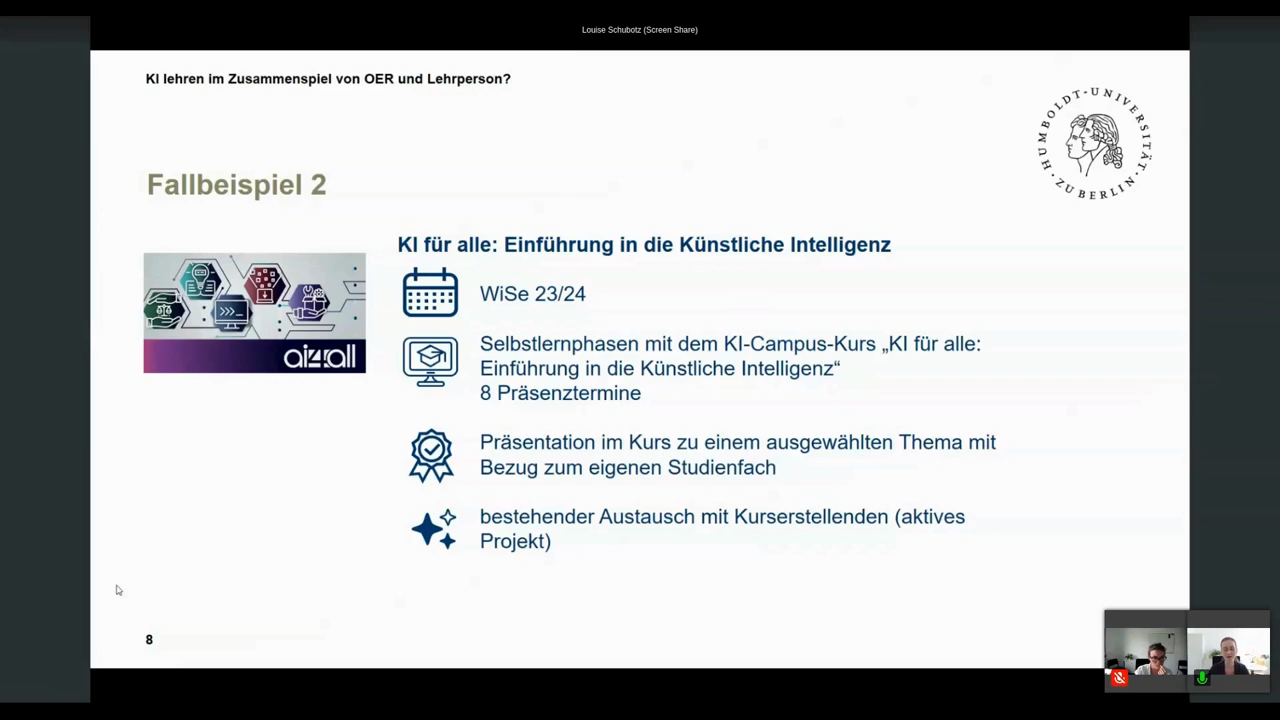 Louise Schubotz (Screen Share)
KI lehren im Zusammenspiel von OER und Lehrperson?
HUMBOLDT-UNIVERSITÄT
ZU BERLIN
Fallbeispiel 2
KI für alle: Einführung in die Künstliche Intelligenz
WiSe 23/24
ai4all
Selbstlernphasen mit dem KI-Campus-Kurs „KI für alle:
Einführung in die Künstliche Intelligenz“
8 Präsenztermine
Präsentation im Kurs zu einem ausgewählten Thema mit
Bezug zum eigenen Studienfach
bestehender Austausch mit Kurserstellenden (aktives
Projekt)
8